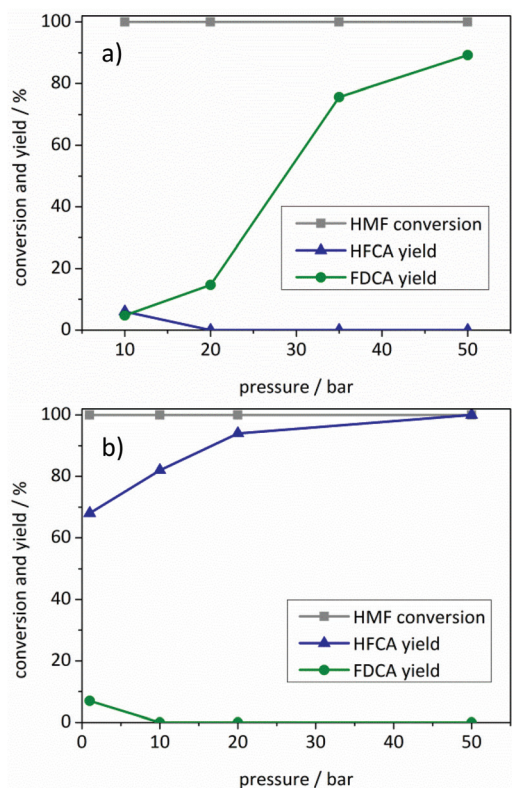 100
a)
80
60
conversion and yield / %
40
HMF conversion
HFCA yield
20
FDCA yield
0
10 20 30 40 50
pressure / bar
100
b)
80
60
conversion and yield / %
40
HMF conversion
HFCA yield
20
FDCA yield
0
0 10 20 30 40 50
pressure / bar